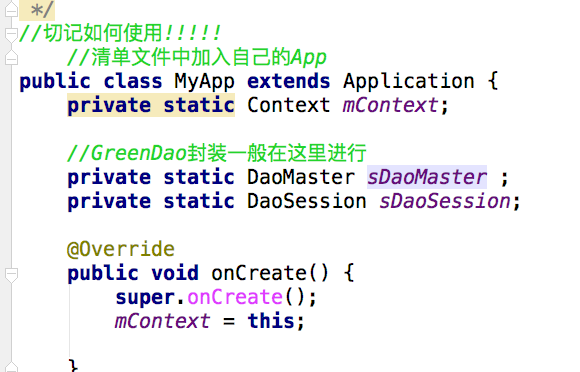 */
//切记如何使用!!!!!
//清单文件中加入自己的App
public class MyApp extends Application {
private static Context mContext;
//GreenDao封装一般在这里进行
private static DaoMaster sDaoMaster ;
private static DaoSession sDaoSession;
@Override
public void onCreate() {
super.onCreate();
mContext = this;
}